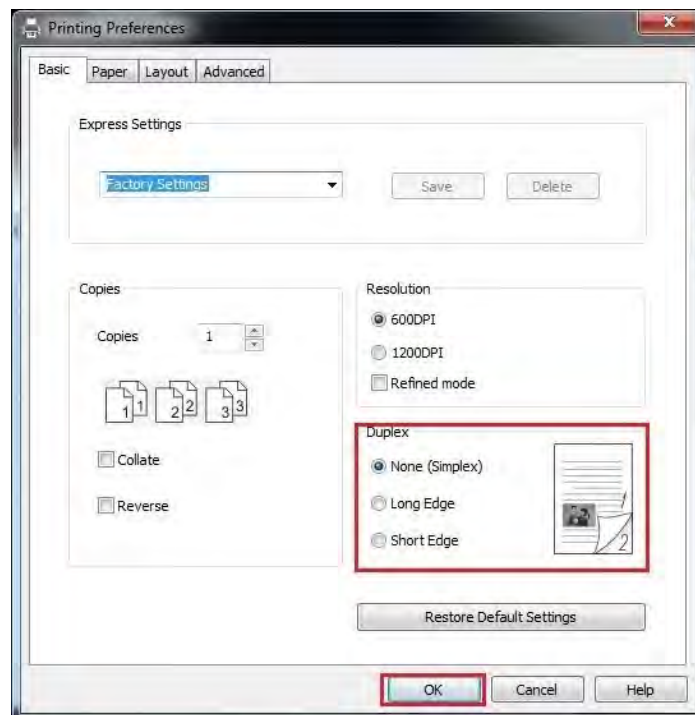 Printing Preferences
Basic Paper Layout Advanced
Express Settings
Factory Settings Save Delete
Copies
Copies 1
1 1 2 2 3 3
Collate
Reverse
Resolution
600DPI
1200DPI
Refined mode
Duplex
None (Simplex)
Long Edge
Short Edge
1
2
Restore Default Settings
OK Cancel Help